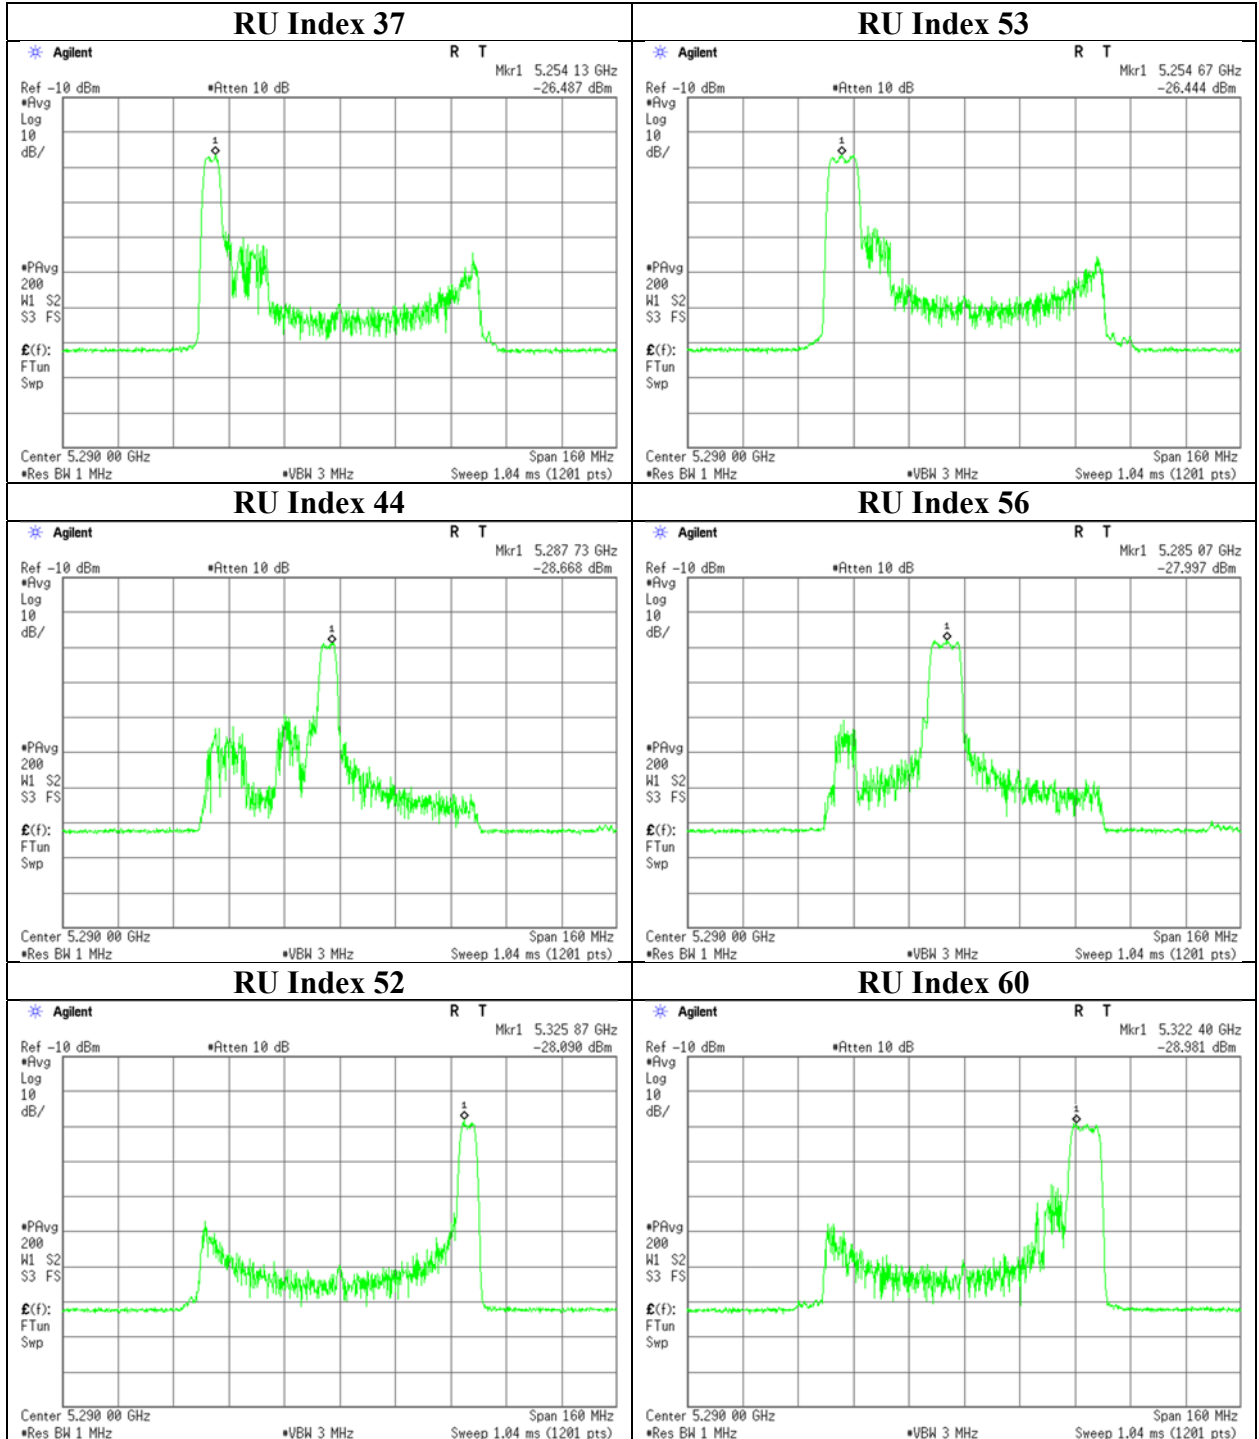 RU Index 37
Agilent R T
Mkr1 5.254 13 GHz
Ref -10 dBm #Atten 10 dB -26.487 dBm
#Avg
Log
10
dB/
1
#PAvg
200
W1 S2
S3 FS
£(f):
FTun
Swp
Center 5.290 00 GHz Span 160 MHz
#Res BW 1 MHz #VBW 3 MHz Sweep 1.04 ms (1201 pts)
RU Index 53
Agilent R T
Mkr1 5.254 67 GHz
Ref -10 dBm #Atten 10 dB -26.444 dBm
#Avg
Log
10
dB/
1
#PAvg
200
W1 S2
S3 FS
£(f):
FTun
Swp
Center 5.290 00 GHz Span 160 MHz
#Res BW 1 MHz #VBW 3 MHz Sweep 1.04 ms (1201 pts)
RU Index 44
Agilent R T
Mkr1 5.287 73 GHz
Ref -10 dBm #Atten 10 dB -28.668 dBm
#Avg
Log
10
dB/
1
#PAvg
200
W1 S2
S3 FS
£(f):
FTun
Swp
Center 5.290 00 GHz Span 160 MHz
#Res BW 1 MHz #VBW 3 MHz Sweep 1.04 ms (1201 pts)
RU Index 56
Agilent R T
Mkr1 5.285 07 GHz
Ref -10 dBm #Atten 10 dB -27.997 dBm
#Avg
Log
10
dB/
1
#PAvg
200
W1 S2
S3 FS
£(f):
FTun
Swp
Center 5.290 00 GHz Span 160 MHz
#Res BW 1 MHz #VBW 3 MHz Sweep 1.04 ms (1201 pts)
RU Index 52
Agilent R T
Mkr1 5.325 87 GHz
Ref -10 dBm #Atten 10 dB -28.090 dBm
#Avg
Log
10
dB/
1
#PAvg
200
W1 S2
S3 FS
£(f):
FTun
Swp
Center 5.290 00 GHz Span 160 MHz
#Res BW 1 MHz #VBW 3 MHz Sweep 1.04 ms (1201 pts)
RU Index 60
Agilent R T
Mkr1 5.322 40 GHz
Ref -10 dBm #Atten 10 dB -28.981 dBm
#Avg
Log
10
dB/
1
#PAvg
200
W1 S2
S3 FS
£(f):
FTun
Swp
Center 5.290 00 GHz Span 160 MHz
#Res BW 1 MHz #VBW 3 MHz Sweep 1.04 ms (1201 pts)